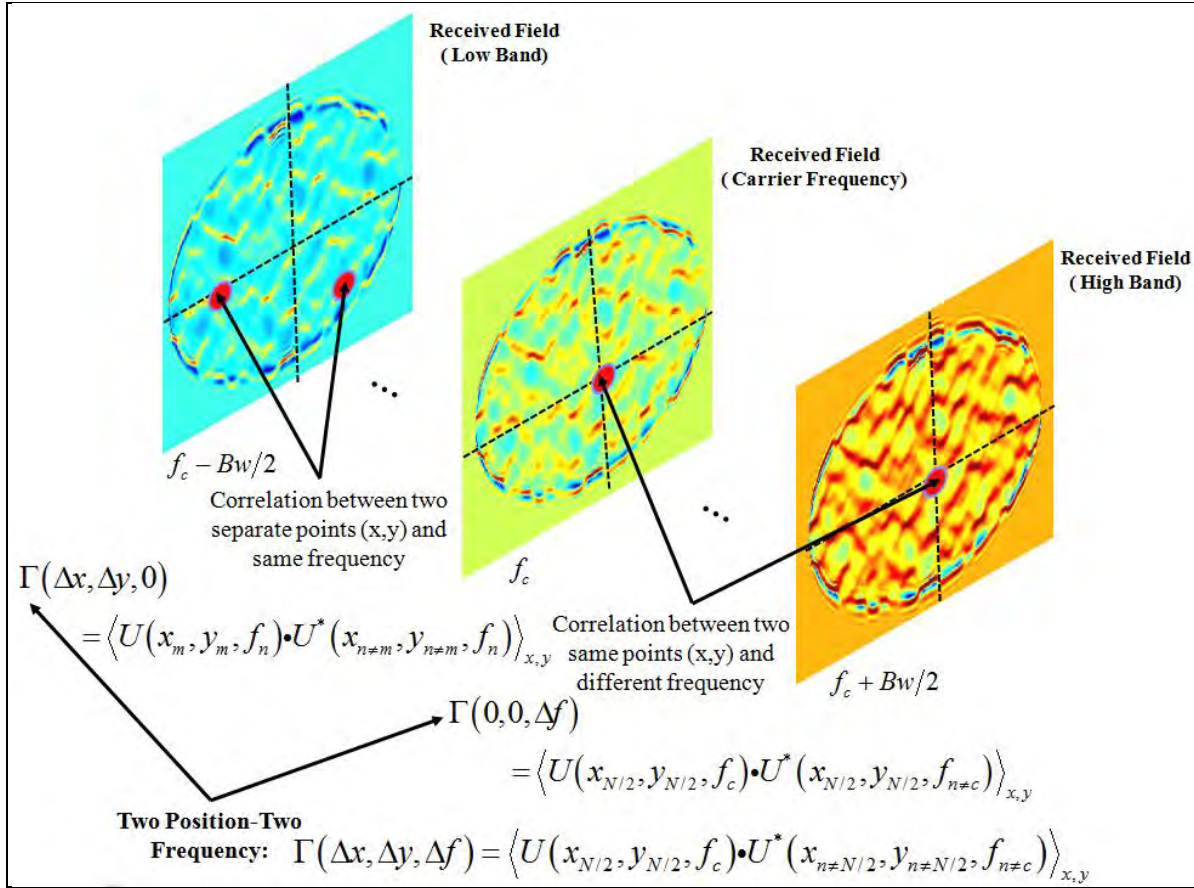 Received Field
( Low Band)
Received Field
( Carrier Frequency)
Received Field
( High Band)
f_c − Bw/2
Correlation between two
separate points (x,y) and
same frequency
f_c
Γ(Δx, Δy, 0)
= ⟨U(x_m, y_m, f_n)•U*(x_{n≠m}, y_{n≠m}, f_n)⟩_{x,y}
Correlation between two
same points (x,y) and
different frequency
f_c + Bw/2
Γ(0,0,Δf)
= ⟨U(x_{N/2}, y_{N/2}, f_c)•U*(x_{N/2}, y_{N/2}, f_{n≠c})⟩_{x,y}
Two Position-Two
Frequency: Γ(Δx, Δy, Δf) = ⟨U(x_{N/2}, y_{N/2}, f_c)•U*(x_{n≠N/2}, y_{n≠N/2}, f_{n≠c})⟩_{x,y}